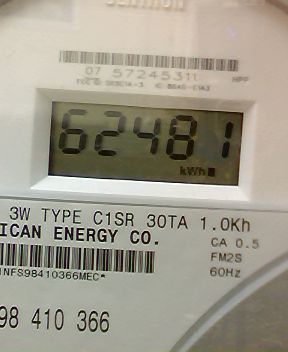 07 57245311 HPP
62481
kWh
3W TYPE C1SR 30TA 1.0Kh
ICAN ENERGY CO.
CA 0.5
FM2S
60Hz
INFS98410366MEC*
98 410 366